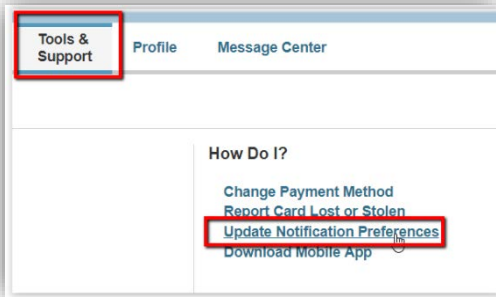 Tools &
Support
Profile
Message Center
How Do I?
Change Payment Method
Report Card Lost or Stolen
Update Notification Preferences
Download Mobile App